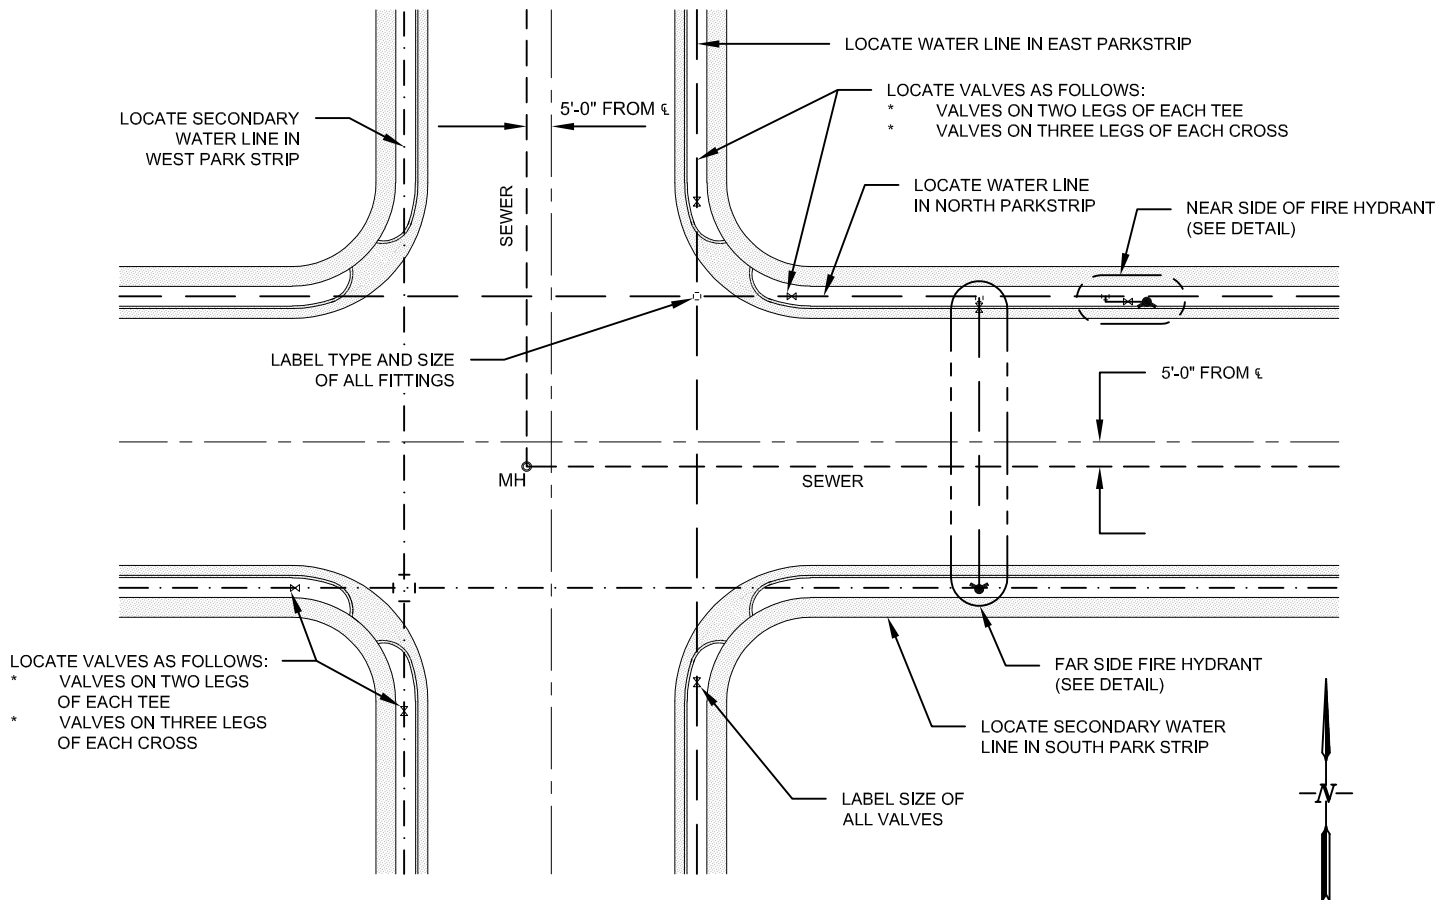 LOCATE WATER LINE IN EAST PARKSTRIP
LOCATE VALVES AS FOLLOWS:
* VALVES ON TWO LEGS OF EACH TEE
* VALVES ON THREE LEGS OF EACH CROSS
5'-0" FROM ℄
LOCATE SECONDARY
WATER LINE IN
WEST PARK STRIP
SEWER
LOCATE WATER LINE
IN NORTH PARKSTRIP
NEAR SIDE OF FIRE HYDRANT
(SEE DETAIL)
LABEL TYPE AND SIZE
OF ALL FITTINGS
5'-0" FROM ℄
MH
SEWER
LOCATE VALVES AS FOLLOWS:
* VALVES ON TWO LEGS
OF EACH TEE
* VALVES ON THREE LEGS
OF EACH CROSS
FAR SIDE FIRE HYDRANT
(SEE DETAIL)
LOCATE SECONDARY WATER
LINE IN SOUTH PARK STRIP
LABEL SIZE OF
ALL VALVES
N